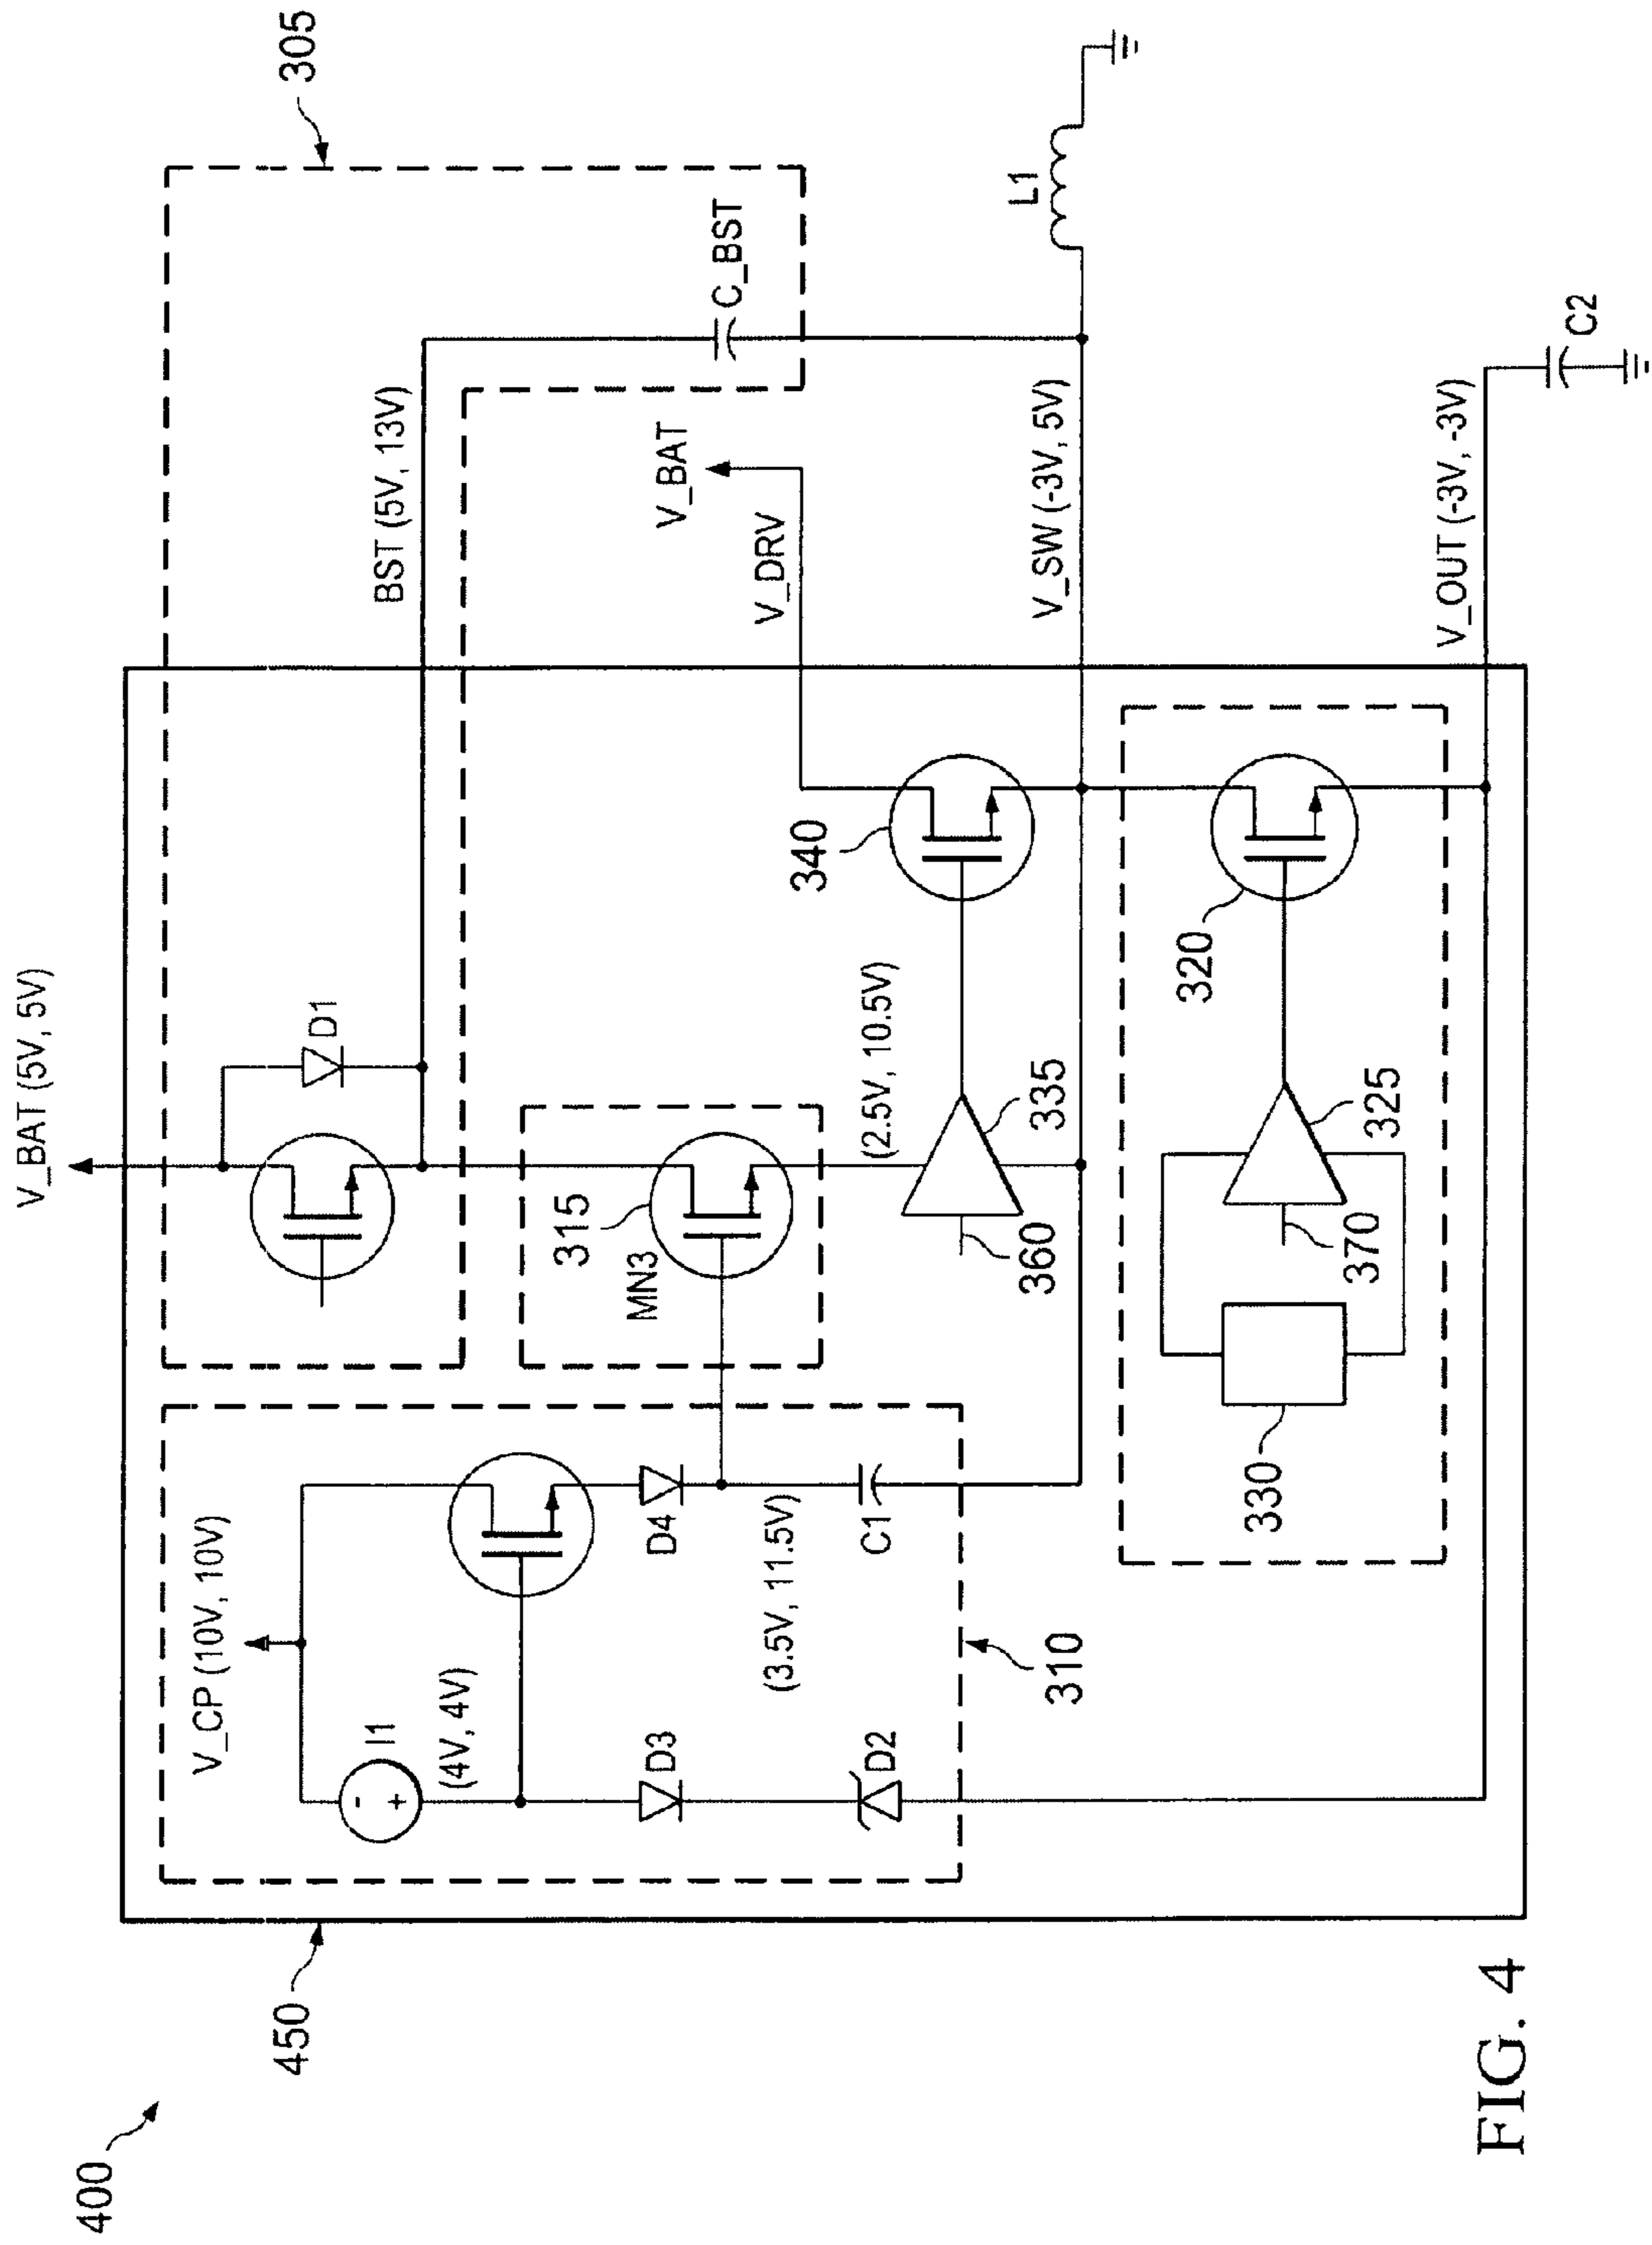 400
450
305
V_BAT (5V, 5V)
D1
BST (5V, 13V)
C_BST
V_CP (10V, 10V)
I1
-
+
(4V, 4V)
D3
D2
D4
(3.5V, 11.5V)
C1
310
315
MN3
(2.5V, 10.5V)
335
360
340
V_BAT
V_DRV
V_SW (-3V, 5V)
L1
320
325
370
330
V_OUT (-3V, -3V)
C2
FIG. 4